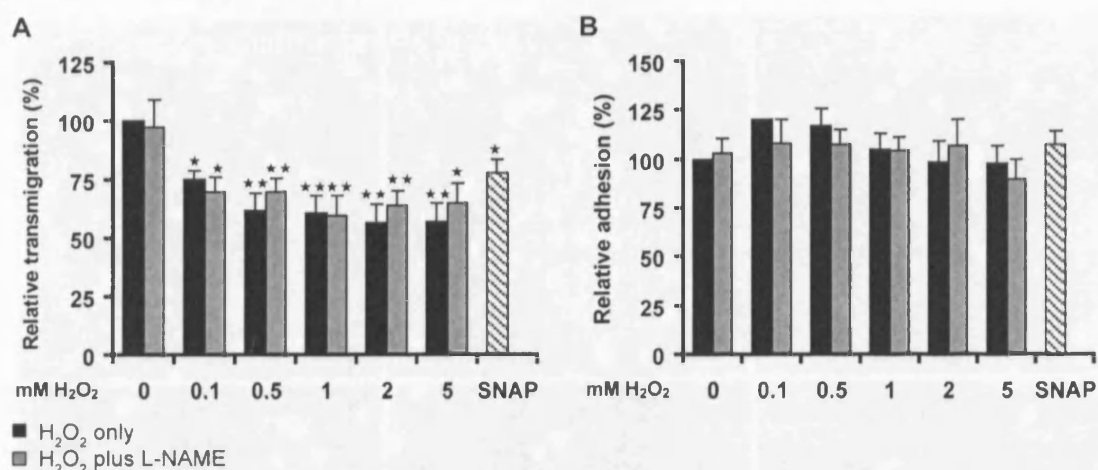 A
Relative transmigration (%)
125
100
75
50
25
0
★ ★ ★★ ★★ ★★★★ ★★ ★★ ★★ ★ ★
mM H₂O₂ 0 0.1 0.5 1 2 5 SNAP
B
Relative adhesion (%)
150
125
100
75
50
25
0
mM H₂O₂ 0 0.1 0.5 1 2 5 SNAP
H₂O₂ only
H₂O₂ plus L-NAME